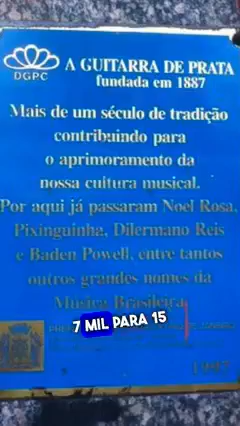 DGPC
A GUITARRA DE PRATA
fundada em 1887
Mais de um século de tradição
contribuindo para
o aprimoramento da
nossa cultura musical.
Por aqui já passaram Noel Rosa,
Pixinguinha, Dilermano Reis
e Baden Powell, entre tantos
outros grandes nomes da
Música Brasileira
7 MIL PARA 15